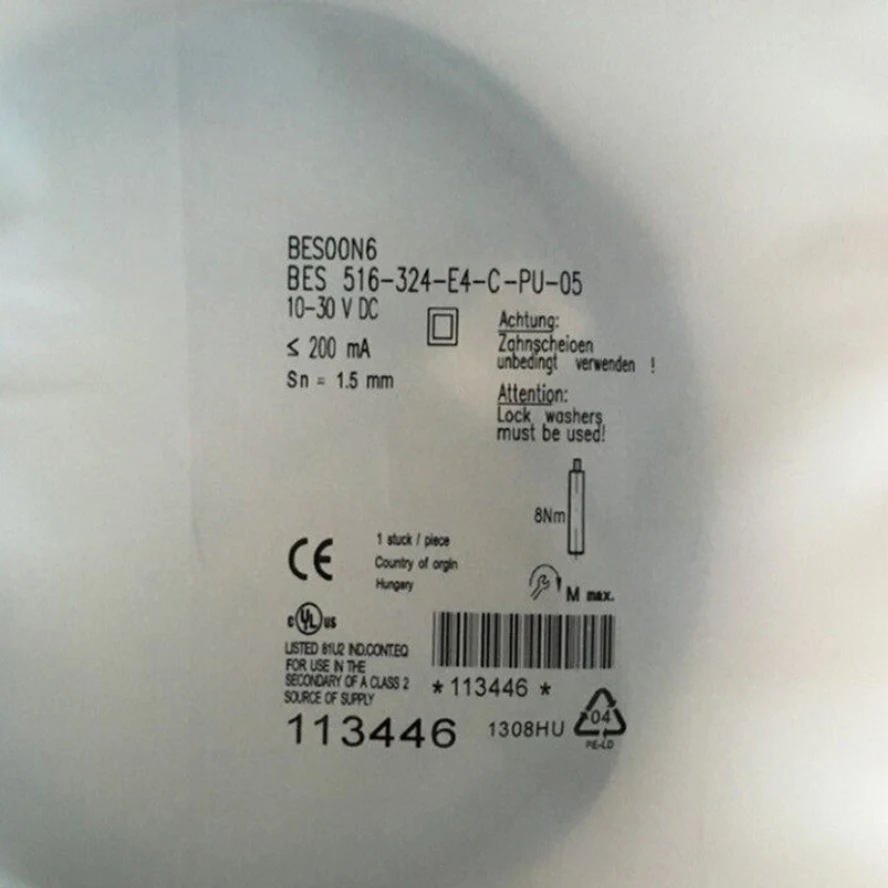 BES00N6
BES 516-324-E4-C-PU-05
10-30 V DC
≤ 200 mA
Sn = 1.5 mm
Achtung:
Zahnscheioen
unbedingt verwenden !
Attention:
Lock washers
must be used!
8Nm
M max.
CE
1 stuck / piece
Country of orgin
Hungary
c UL us
LISTED 81U2 IND.CONT.EQ
FOR USE IN THE
SECONDARY OF A CLASS 2
SOURCE OF SUPPLY
* 113446 *
113446
1308HU
04
PE-LD